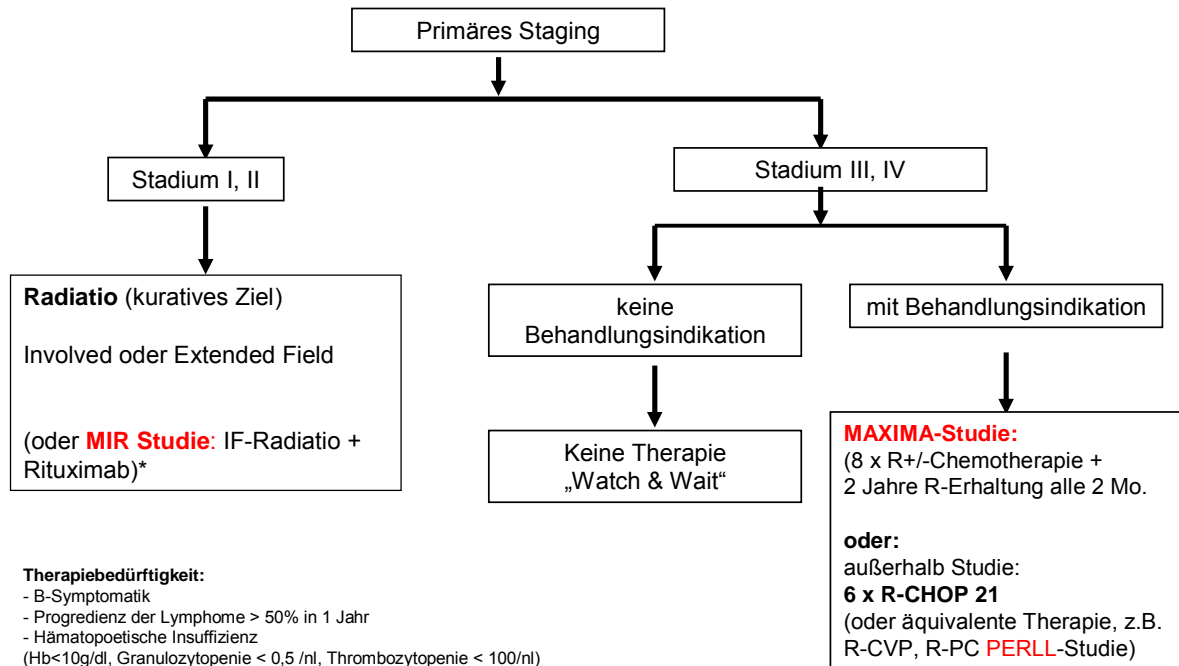 Primäres Staging
Stadium I, II
Stadium III, IV
Radiatio (kuratives Ziel)
Involved oder Extended Field
(oder MIR Studie: IF-Radiatio +
Rituximab)*
keine
Behandlungsindikation
mit Behandlungsindikation
Keine Therapie
„Watch & Wait“
MAXIMA-Studie:
(8 x R+/-Chemotherapie +
2 Jahre R-Erhaltung alle 2 Mo.
oder:
außerhalb Studie:
6 x R-CHOP 21
(oder äquivalente Therapie, z.B.
R-CVP, R-PC PERLL-Studie)
Therapiebedürftigkeit:
- B-Symptomatik
- Progredienz der Lymphome > 50% in 1 Jahr
- Hämatopoetische Insuffizienz
(Hb<10g/dl, Granulozytopenie < 0,5 /nl, Thrombozytopenie < 100/nl)